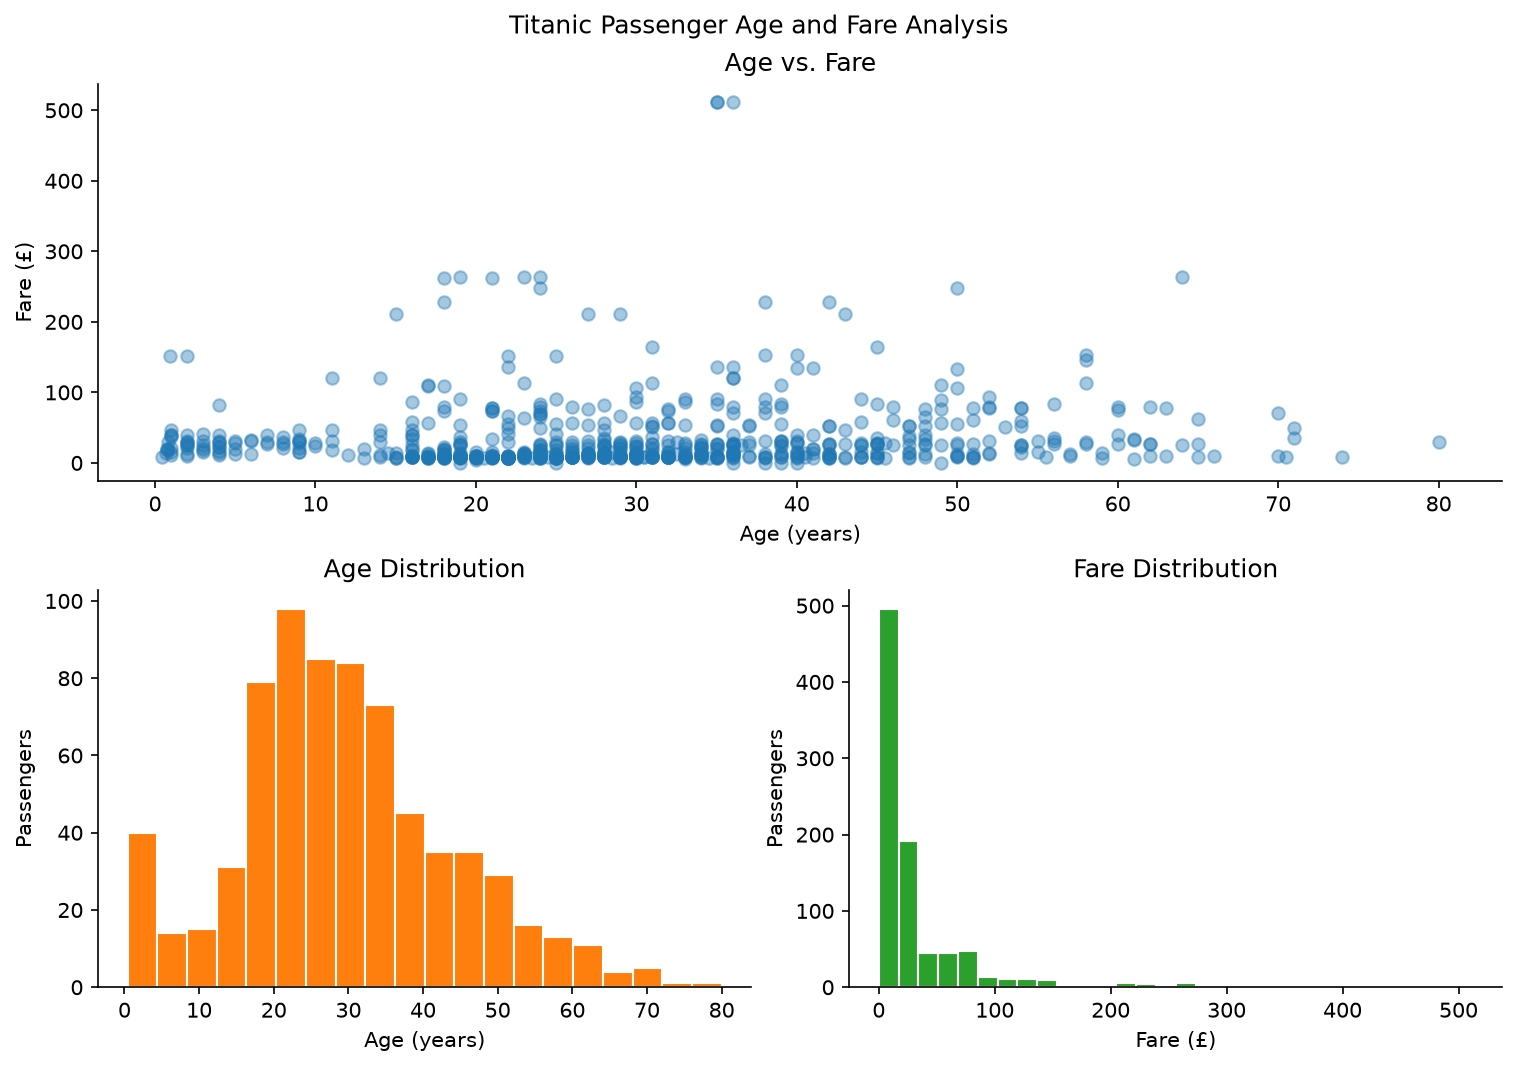 Titanic Passenger Age and Fare Analysis
Age vs. Fare
Fare (£)
500
400
300
200
100
0
0 10 20 30 40 50 60 70 80
Age (years)
Age Distribution
Passengers
100
80
60
40
20
0
0 10 20 30 40 50 60 70 80
Age (years)
Fare Distribution
Passengers
500
400
300
200
100
0
0 100 200 300 400 500
Fare (£)